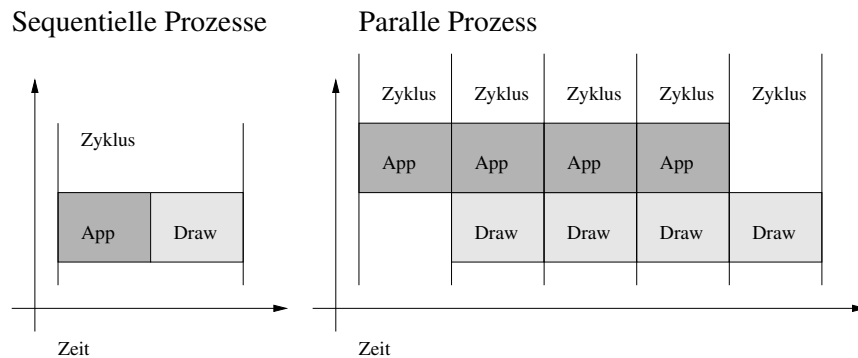 Sequentielle Prozesse
Zyklus
App Draw
Zeit
Paralle Prozess
Zyklus Zyklus Zyklus Zyklus Zyklus
App App App App
Draw Draw Draw Draw
Zeit